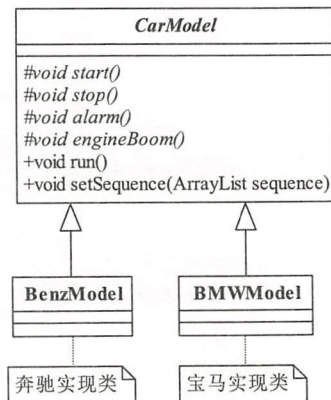 CarModel
#void start()
#void stop()
#void alarm()
#void engineBoom()
+void run()
+void setSequence(ArrayList sequence)
BenzModel
BMWModel
奔驰实现类
宝马实现类